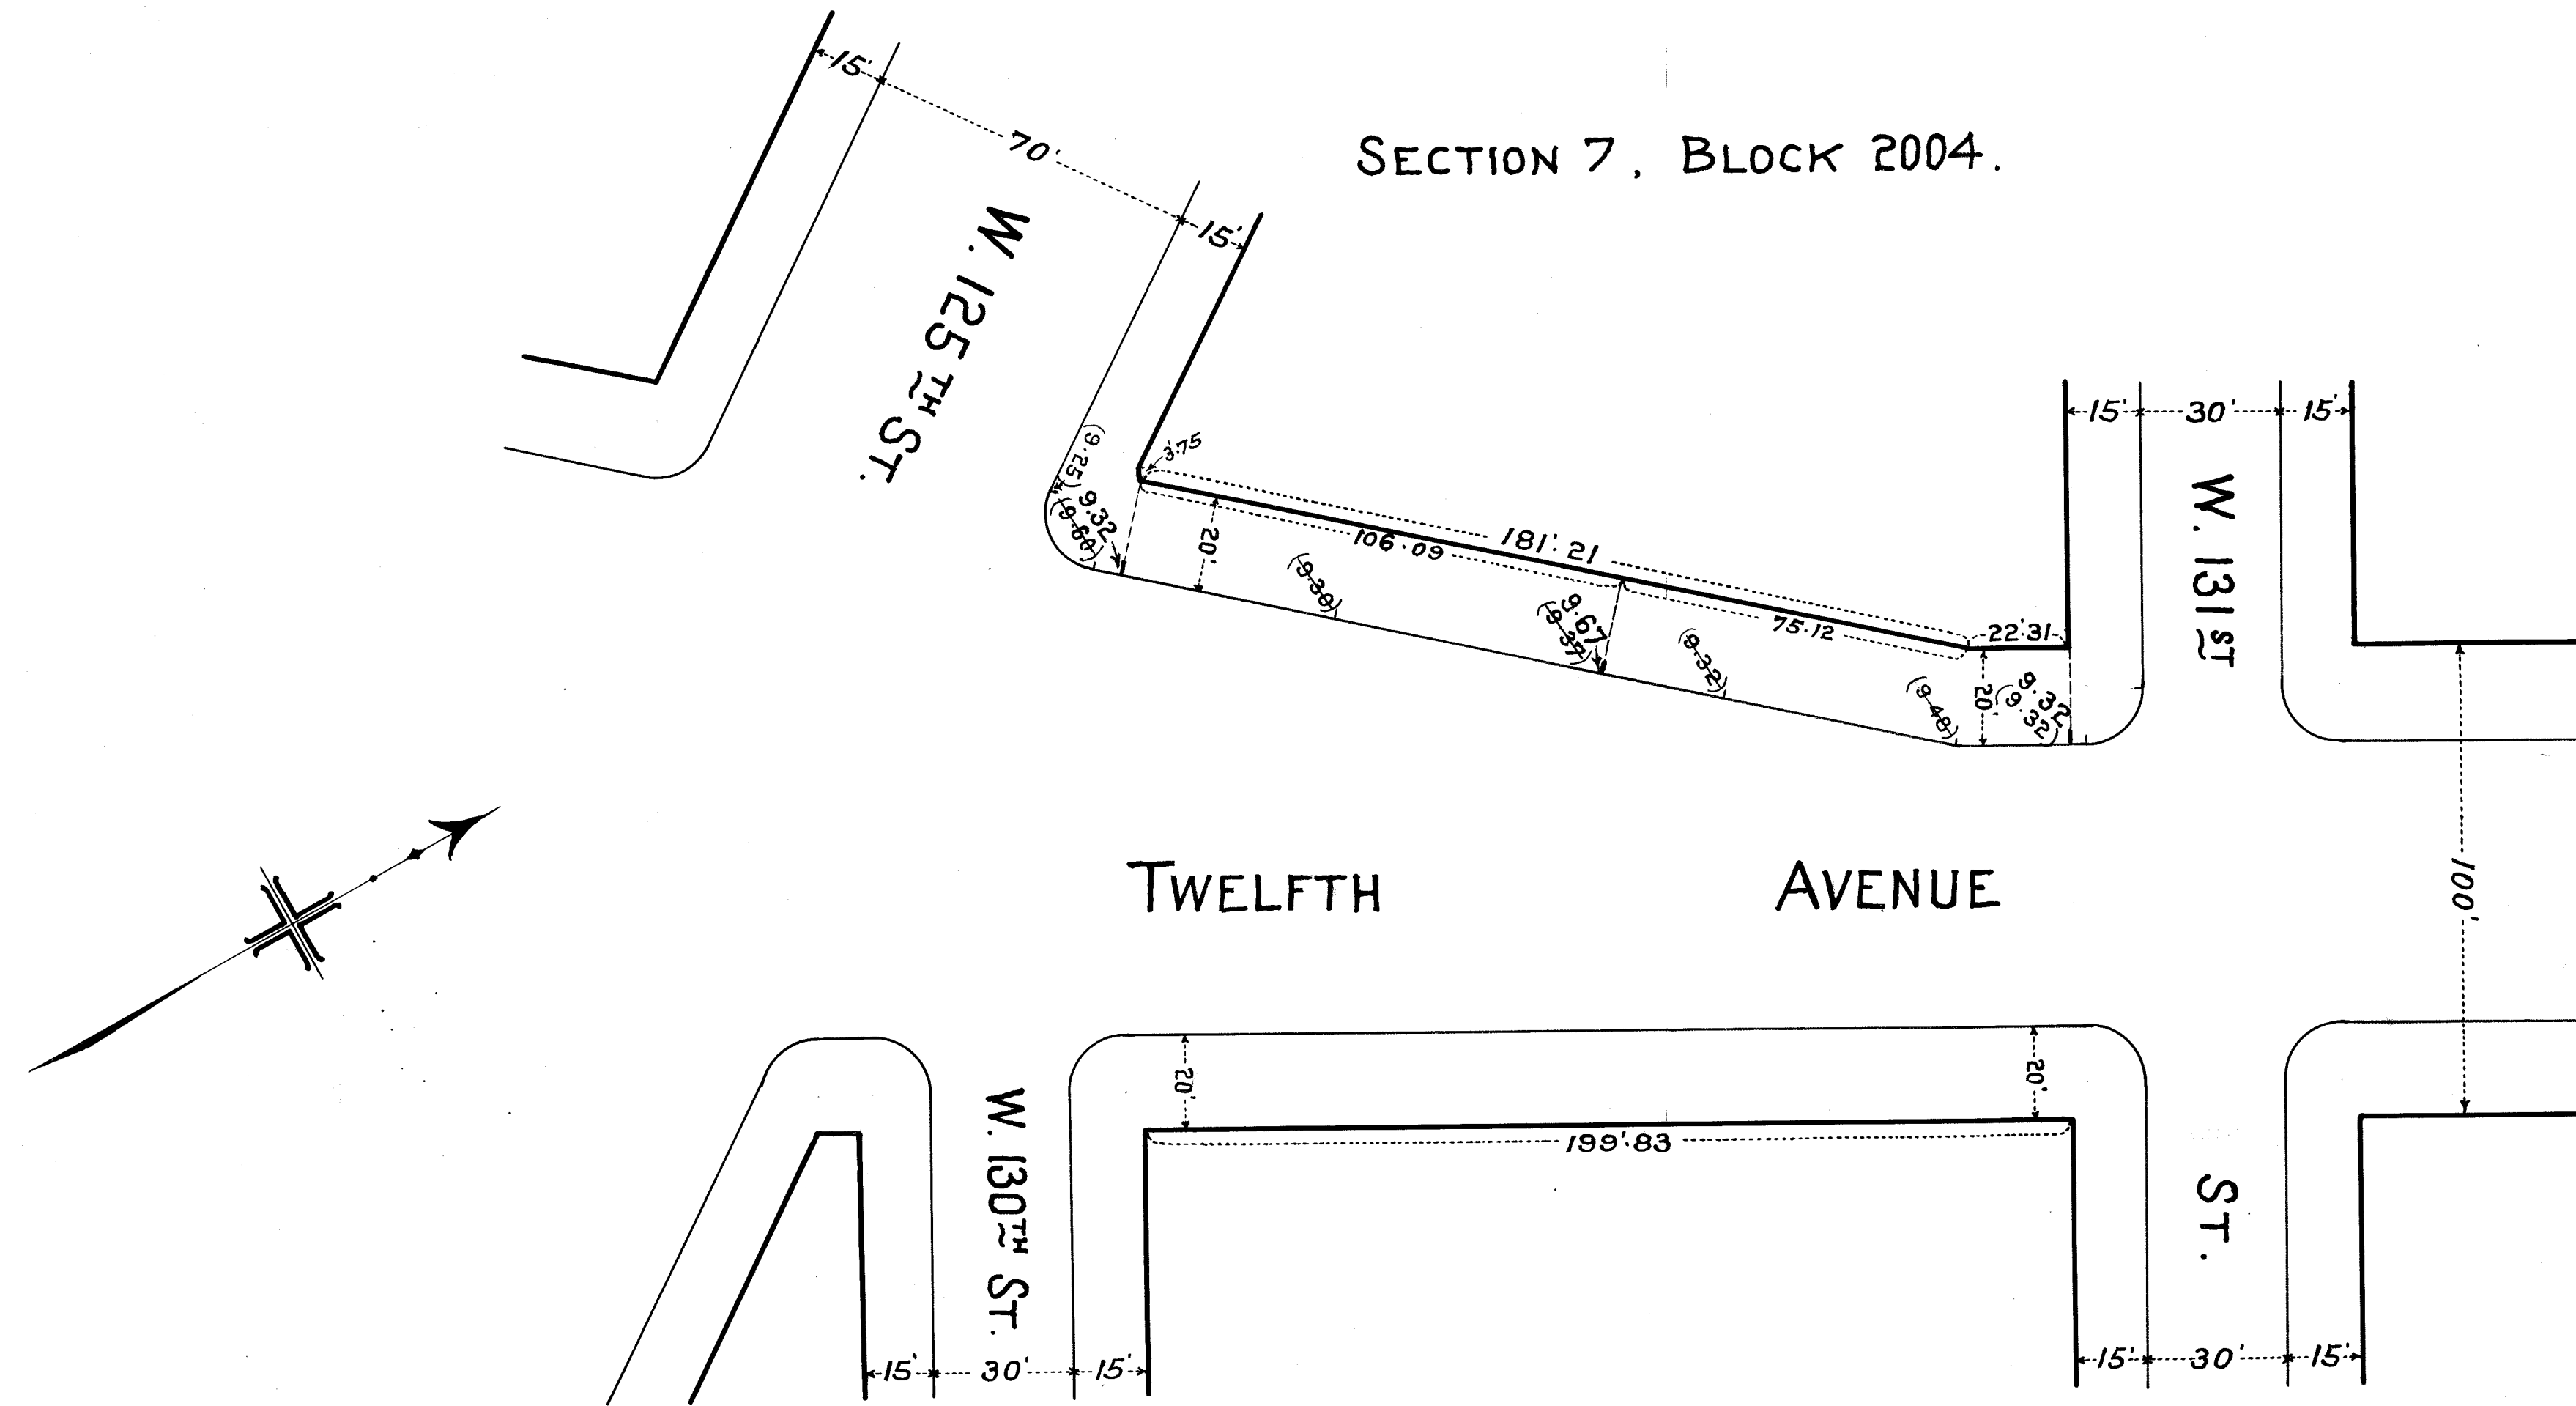 15'
70'
15'
SECTION 7, BLOCK 2004.
W. 125TH ST.
15' 30' 15'
W. 131ST
ST.
3'.75
(9.25)
9.32
(9.60)
20'
106.09
181'.21
(9.30)
9.67
(9.37)
75.12
(9.32)
22'.31
(9.48)
20'
9.32
(9.32)
TWELFTH AVENUE
100'
20'
20'
199'.83
W. 130TH ST.
15' 30' 15'
15' 30' 15'